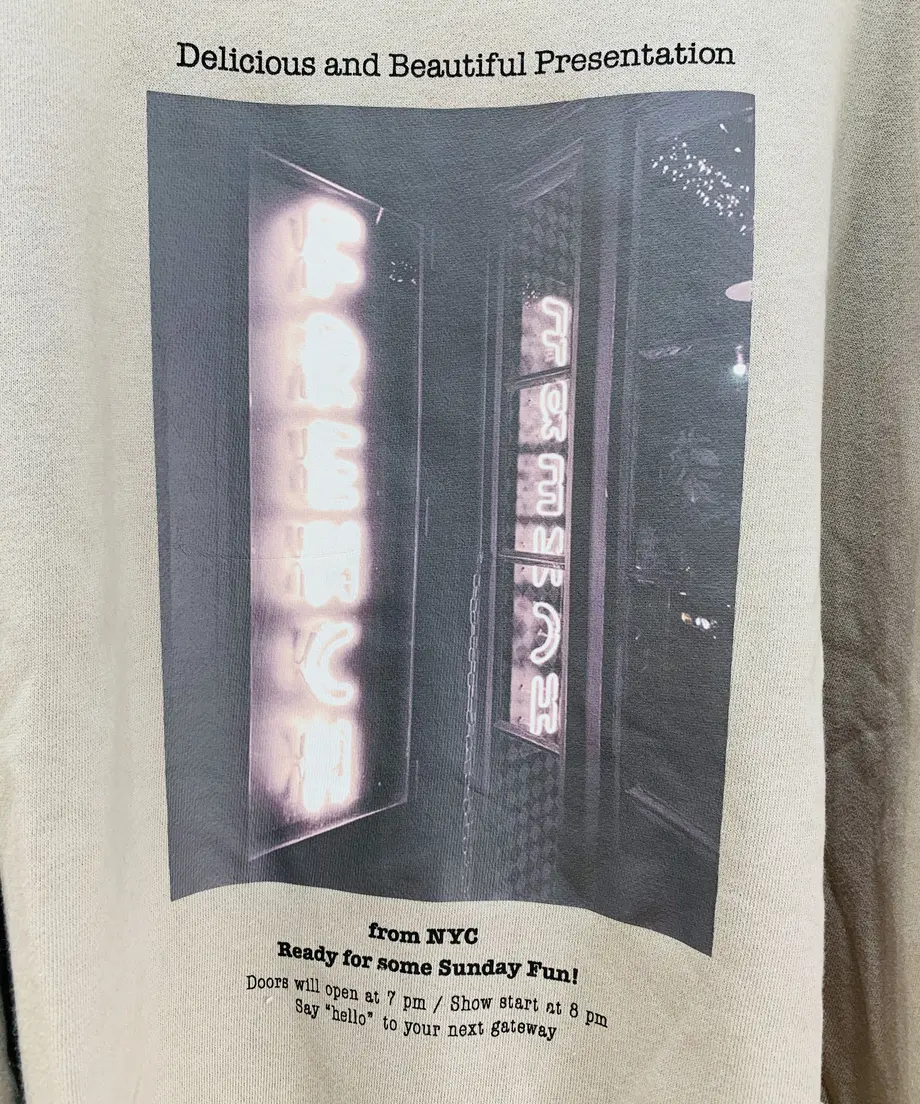 Delicious and Beautiful Presentation
FRENCH
from NYC
Ready for some Sunday Fun!
Doors will open at 7 pm / Show start at 8 pm
Say “hello” to your next gateway